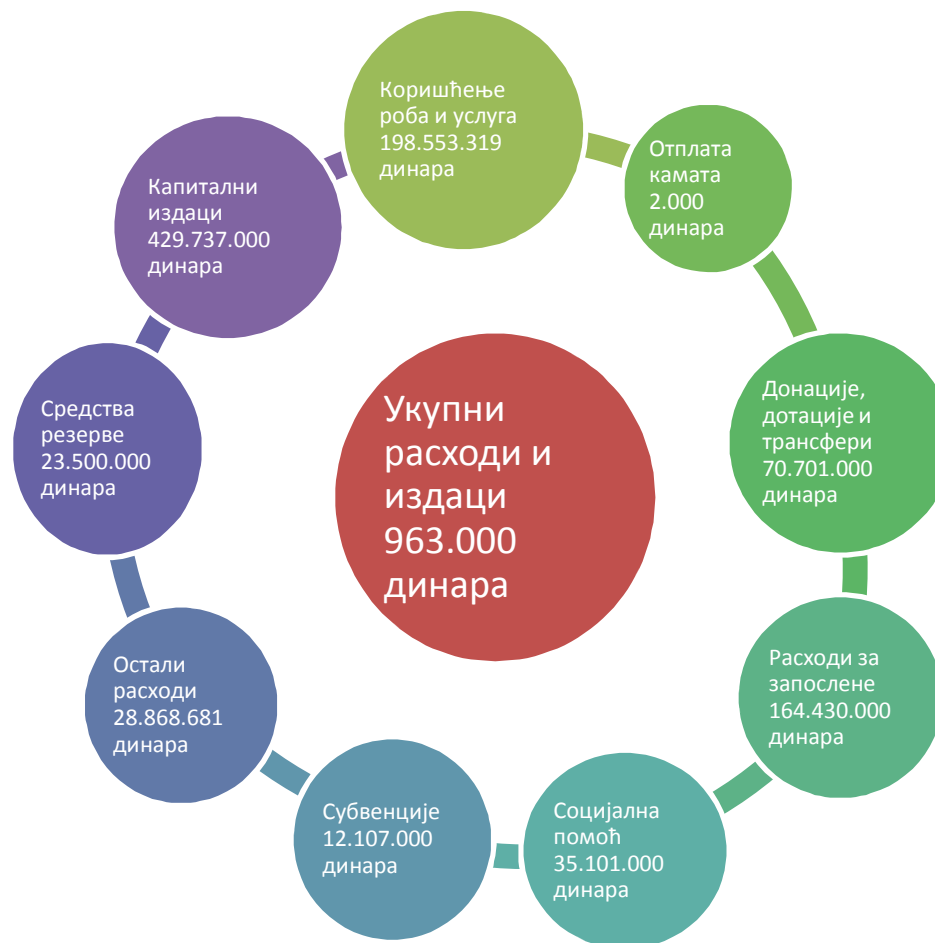 Коришћење
роба и услуга
198.553.319
динара
Отплата
камата
2.000
динара
Донације,
дотације и
трансфери
70.701.000
динара
Расходи за
запослене
164.430.000
динара
Социјална
помоћ
35.101.000
динара
Субвенције
12.107.000
динара
Остали
расходи
28.868.681
динара
Средства
резерве
23.500.000
динара
Капитални
издаци
429.737.000
динара
Укупни
расходи и
издаци
963.000
динара